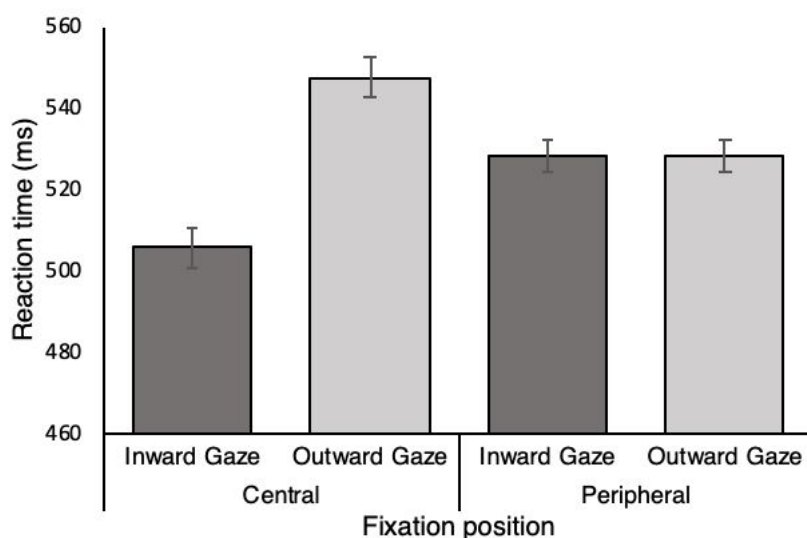 Reaction time (ms)
560
540
520
500
480
460
Inward Gaze Outward Gaze Inward Gaze Outward Gaze
Central Peripheral
Fixation position